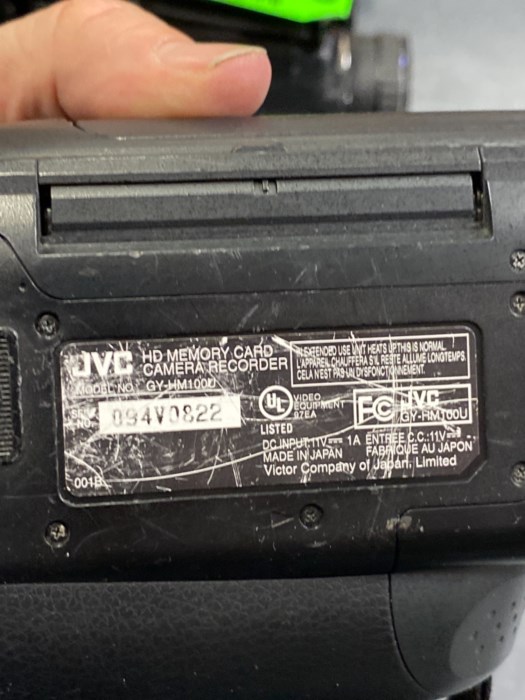 JVC
HD MEMORY CARD
CAMERA RECORDER
MODEL NO. GY-HM100U
SERIAL
NO.
094V0822
001B
IF EXTENDED USE UNIT HEATS UP THIS IS NORMAL.
L'APPAREIL CHAUFFERA S'IL RESTE ALLUMÉ LONGTEMPS.
CELA N'EST PAS UN DYSFONCTIONNEMENT.
UL
LISTED
VIDEO
EQUIPMENT
97EA
FC
JVC
GY-HM100U
DC INPUT:11V⎓ 1A
MADE IN JAPAN
ENTRÉE C.C.:11V⎓
FABRIQUÉ AU JAPON
Victor Company of Japan, Limited